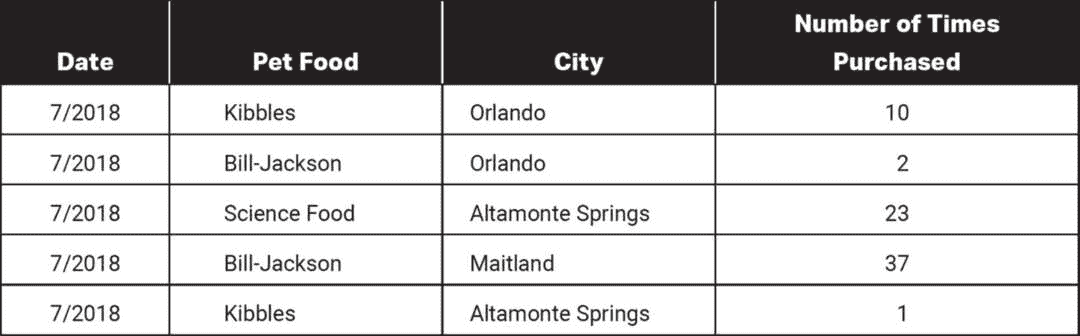 Date Pet Food City Number of Times Purchased
7/2018 Kibbles Orlando 10
7/2018 Bill-Jackson Orlando 2
7/2018 Science Food Altamonte Springs 23
7/2018 Bill-Jackson Maitland 37
7/2018 Kibbles Altamonte Springs 1